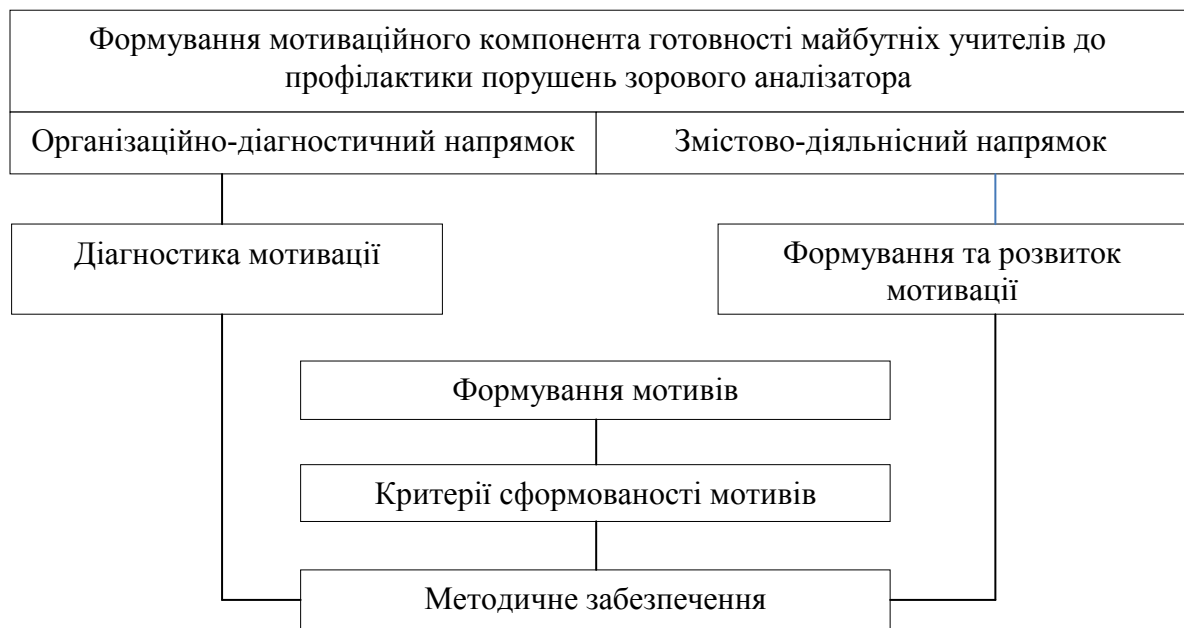 Формування мотиваційного компонента готовності майбутніх учителів до
профілактики порушень зорового аналізатора
Організаційно-діагностичний напрямок
Змістово-діяльнісний напрямок
Діагностика мотивації
Формування та розвиток
мотивації
Формування мотивів
Критерії сформованості мотивів
Методичне забезпечення